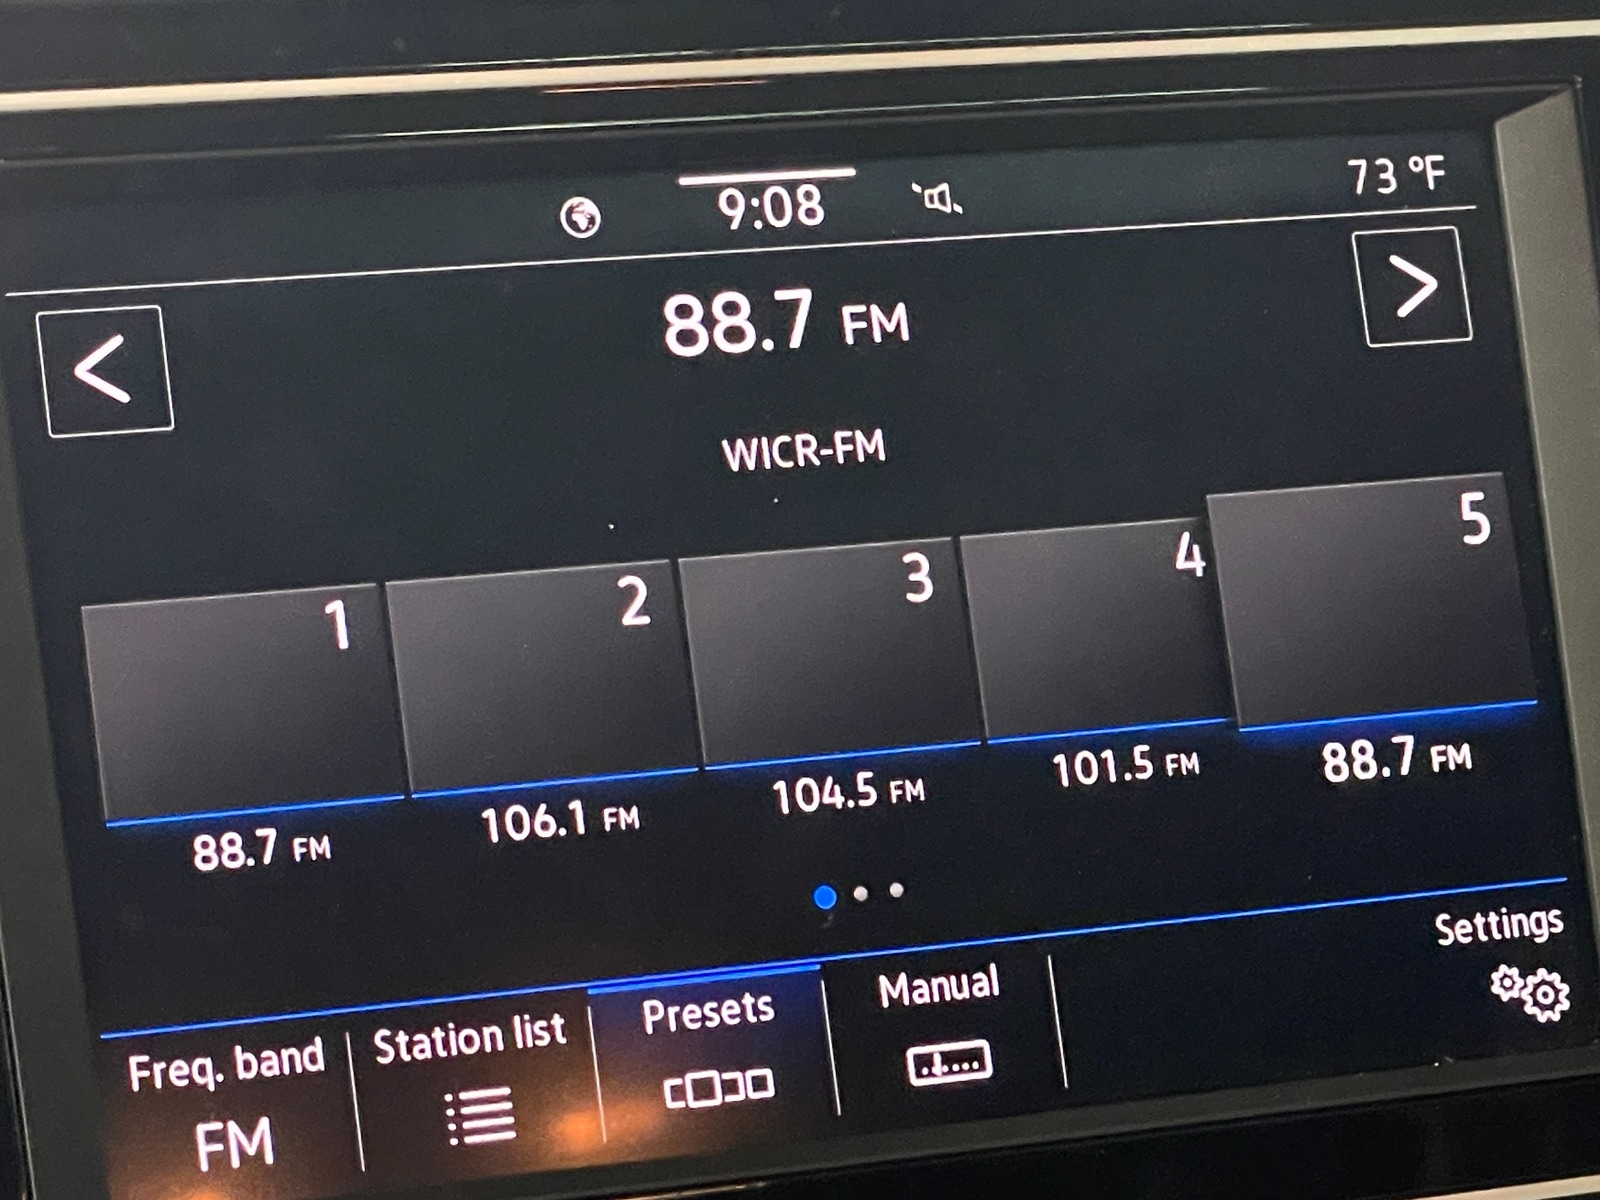 9:08
73 °F
<
88.7 FM
>
WICR-FM
1
2
3
4
5
88.7 FM
106.1 FM
104.5 FM
101.5 FM
88.7 FM
Freq. band
FM
Station list
Presets
Manual
Settings